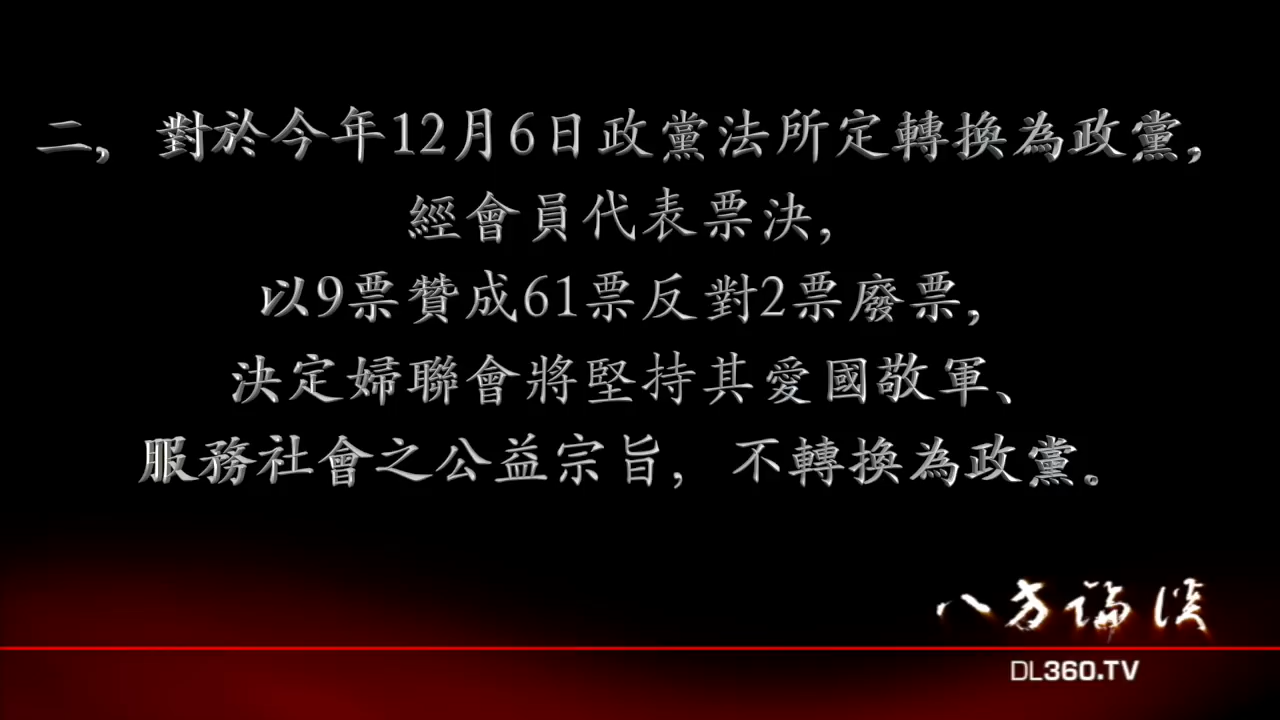 二，對於今年12月6日政黨法所定轉換為政黨，
經會員代表票決，
以9票贊成61票反對2票廢票，
決定婦聯會將堅持其愛國敬軍、
服務社會之公益宗旨，不轉換為政黨。
八方論談
DL360.TV